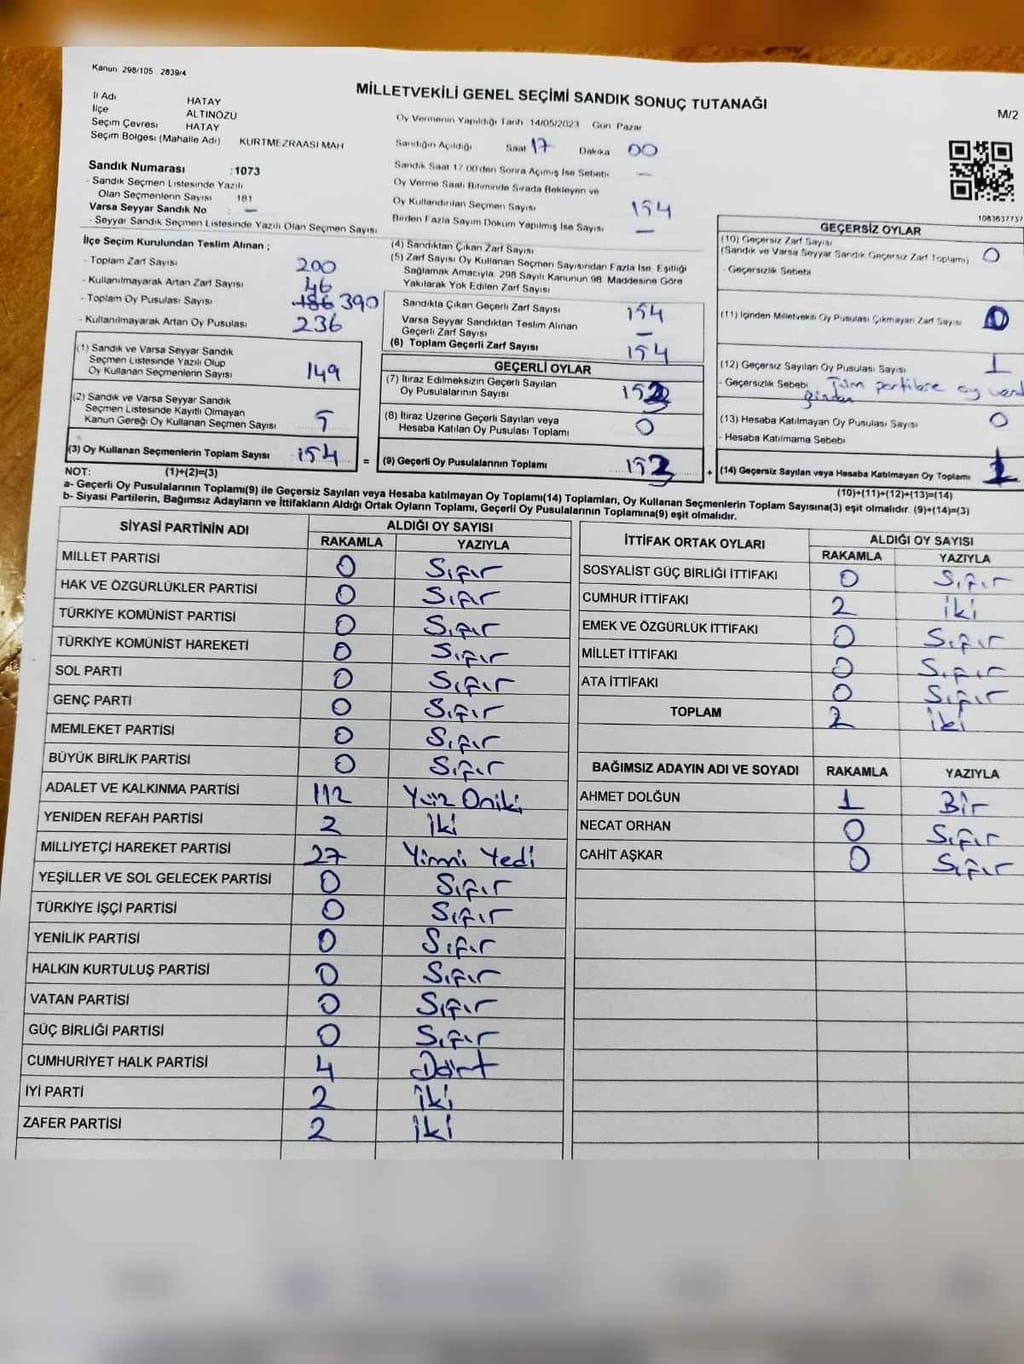 Kanun 298/105 2839/4
MİLLETVEKİLİ GENEL SEÇİMİ SANDIK SONUÇ TUTANAĞI
M/2
İl Adı HATAY
İlçe ALTINÖZÜ
Seçim Çevresi HATAY
Seçim Bölgesi (Mahalle Adı) KURTMEZRAASI MAH
Sandık Numarası :1073
- Sandık Seçmen Listesinde Yazılı
Olan Seçmenlerin Sayısı 181
Varsa Seyyar Sandık No : -
- Seyyar Sandık Seçmen Listesinde Yazılı Olan Seçmen Sayısı
Oy Vermenin Yapıldığı Tarih 14/05/2023 Gün Pazar
Sandığın Açıldığı Saat 17 Dakika 00
Sandık Saat 17 00'den Sonra Açımış İse Sebebi -
Oy Verme Saati Bitiminde Sırada Bekleyen ve
Oy Kullandırılan Seçmen Sayısı 154
Birden Fazla Sayım Döküm Yapılmış İse Sayısı -
1083637737
İlçe Seçim Kurulundan Teslim Alınan ;
- Toplam Zarf Sayısı 200
- Kullanılmayarak Artan Zarf Sayısı 46
- Toplam Oy Pusulası Sayısı 186 390
- Kullanılmayarak Artan Oy Pusulası 236
(1) Sandık ve Varsa Seyyar Sandık
Seçmen Listesinde Yazılı Olup
Oy Kullanan Seçmenlerin Sayısı 149
(2) Sandık ve Varsa Seyyar Sandık
Seçmen Listesinde Kayıtlı Olmayan
Kanun Gereği Oy Kullanan Seçmen Sayısı 5
(3) Oy Kullanan Seçmenlerin Toplam Sayısı 154 =
(4) Sandıktan Çıkan Zarf Sayısı
(5) Zarf Sayısı Oy Kullanan Seçmen Sayısından Fazla İse, Eşitliği
Sağlamak Amacıyla, 298 Sayılı Kanunun 98 Maddesine Göre
Yakılarak Yok Edilen Zarf Sayısı
Sandıkta Çıkan Geçerli Zarf Sayısı 154
Varsa Seyyar Sandıktan Teslim Alınan
Geçerli Zarf Sayısı -
(6) Toplam Geçerli Zarf Sayısı 154
GEÇERLİ OYLAR
(7) İtiraz Edilmeksizin Geçerli Sayılan
Oy Pusulalarının Sayısı
(8) İtiraz Üzerine Geçerli Sayılan veya
Hesaba Katılan Oy Pusulası Toplamı 0
(9) Geçerli Oy Pusulalarının Toplamı +
GEÇERSİZ OYLAR
(10) Geçersiz Zarf Sayısı
(Sandık ve Varsa Seyyar Sandık Geçersiz Zarf Toplamı) 0
- Geçersizlik Sebebi
(11) İçinden Milletvekili Oy Pusulası Çıkmayan Zarf Sayısı
(12) Geçersiz Sayılan Oy Pusulası Sayısı 1
- Geçersizlik Sebebi Tüm partilere oy
(13) Hesaba Katılmayan Oy Pusulası Sayısı 0
- Hesaba Katılmama Sebebi
(14) Geçersiz Sayılan veya Hesaba Katılmayan Oy Toplamı
(10)+(11)+(12)+(13)=(14)
NOT: (1)+(2)=(3)
a- Geçerli Oy Pusulalarının Toplamı(9) ile Geçersiz Sayılan veya Hesaba katılmayan Oy Toplamı(14) Toplamları, Oy Kullanan Seçmenlerin Toplam Sayısına(3) eşit olmalıdır. (9)+(14)=(3)
b- Siyasi Partilerin, Bağımsız Adayların ve İttifakların Aldığı Ortak Oyların Toplamı, Geçerli Oy Pusulalarının Toplamına(9) eşit olmalıdır.
SİYASİ PARTİNİN ADI ALDIĞI OY SAYISI
RAKAMLA YAZIYLA
MİLLET PARTİSİ 0 Sıfır
HAK VE ÖZGÜRLÜKLER PARTİSİ 0 Sıfır
TÜRKİYE KOMÜNİST PARTİSİ 0 Sıfır
TÜRKİYE KOMÜNİST HAREKETİ 0 Sıfır
SOL PARTİ 0 Sıfır
GENÇ PARTİ 0 Sıfır
MEMLEKET PARTİSİ 0 Sıfır
BÜYÜK BİRLİK PARTİSİ 0 Sıfır
ADALET VE KALKINMA PARTİSİ 112 Yüz Oniki
YENİDEN REFAH PARTİSİ 2 İki
MİLLİYETÇİ HAREKET PARTİSİ 27 Yirmi Yedi
YEŞİLLER VE SOL GELECEK PARTİSİ 0 Sıfır
TÜRKİYE İŞÇİ PARTİSİ 0 Sıfır
YENİLİK PARTİSİ 0 Sıfır
HALKIN KURTULUŞ PARTİSİ 0 Sıfır
VATAN PARTİSİ 0 Sıfır
GÜÇ BİRLİĞİ PARTİSİ 0 Sıfır
CUMHURİYET HALK PARTİSİ 4 Dört
İYİ PARTİ 2 İki
ZAFER PARTİSİ 2 İki
İTTİFAK ORTAK OYLARI ALDIĞI OY SAYISI
RAKAMLA YAZIYLA
SOSYALİST GÜÇ BİRLİĞİ İTTİFAKI 0 Sıfır
CUMHUR İTTİFAKI 2 İki
EMEK VE ÖZGÜRLÜK İTTİFAKI 0 Sıfır
MİLLET İTTİFAKI 0 Sıfır
ATA İTTİFAKI 0 Sıfır
TOPLAM 2 İki
BAĞIMSIZ ADAYIN ADI VE SOYADI RAKAMLA YAZIYLA
AHMET DOLĞUN 1 Bir
NECAT ORHAN 0 Sıfır
CAHİT AŞKAR 0 Sıfır